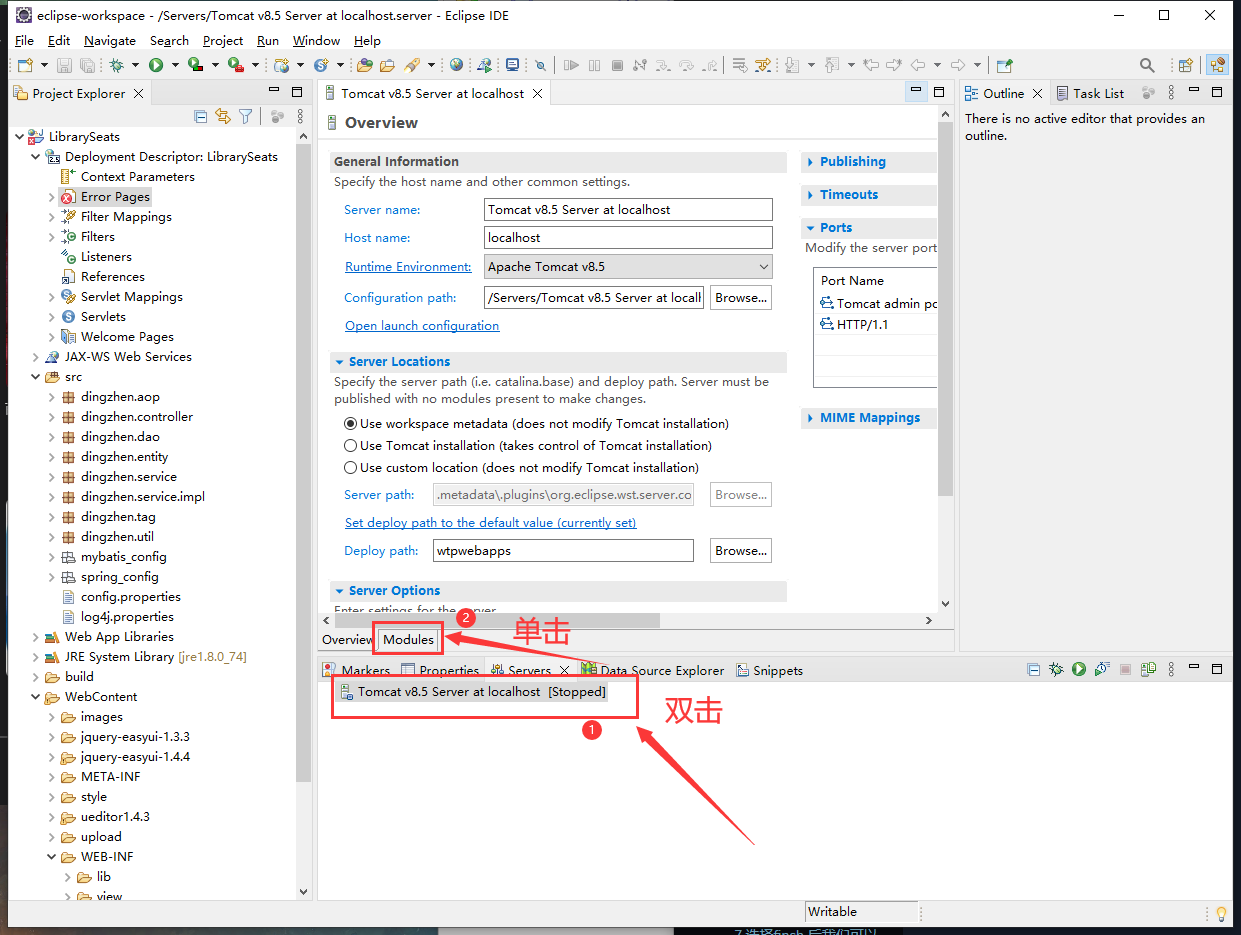 eclipse-workspace - /Servers/Tomcat v8.5 Server at localhost.server - Eclipse IDE
File Edit Navigate Search Project Run Window Help
Project Explorer
LibrarySeats
Deployment Descriptor: LibrarySeats
Context Parameters
Error Pages
Filter Mappings
Filters
Listeners
References
Servlet Mappings
Servlets
Welcome Pages
JAX-WS Web Services
src
dingzhen.aop
dingzhen.controller
dingzhen.dao
dingzhen.entity
dingzhen.service
dingzhen.service.impl
dingzhen.tag
dingzhen.util
mybatis_config
spring_config
config.properties
log4j.properties
Web App Libraries
JRE System Library [jre1.8.0_74]
build
WebContent
images
jquery-easyui-1.3.3
jquery-easyui-1.4.4
META-INF
style
ueditor1.4.3
upload
WEB-INF
lib
view
Tomcat v8.5 Server at localhost
Overview
General Information
Specify the host name and other common settings.
Server name: Tomcat v8.5 Server at localhost
Host name: localhost
Runtime Environment: Apache Tomcat v8.5
Configuration path: /Servers/Tomcat v8.5 Server at locall Browse...
Open launch configuration
Server Locations
Specify the server path (i.e. catalina.base) and deploy path. Server must be
published with no modules present to make changes.
Use workspace metadata (does not modify Tomcat installation)
Use Tomcat installation (takes control of Tomcat installation)
Use custom location (does not modify Tomcat installation)
Server path: .metadata\.plugins\org.eclipse.wst.server.co Browse...
Set deploy path to the default value (currently set)
Deploy path: wtpwebapps Browse...
Server Options
Enter settings for the server.
Publishing
Timeouts
Ports
Modify the server port
Port Name
Tomcat admin po
HTTP/1.1
MIME Mappings
Overview Modules
2
单击
Outline Task List
There is no active editor that provides an
outline.
Markers Properties Servers Data Source Explorer Snippets
Tomcat v8.5 Server at localhost [Stopped]
双击
1
Writable